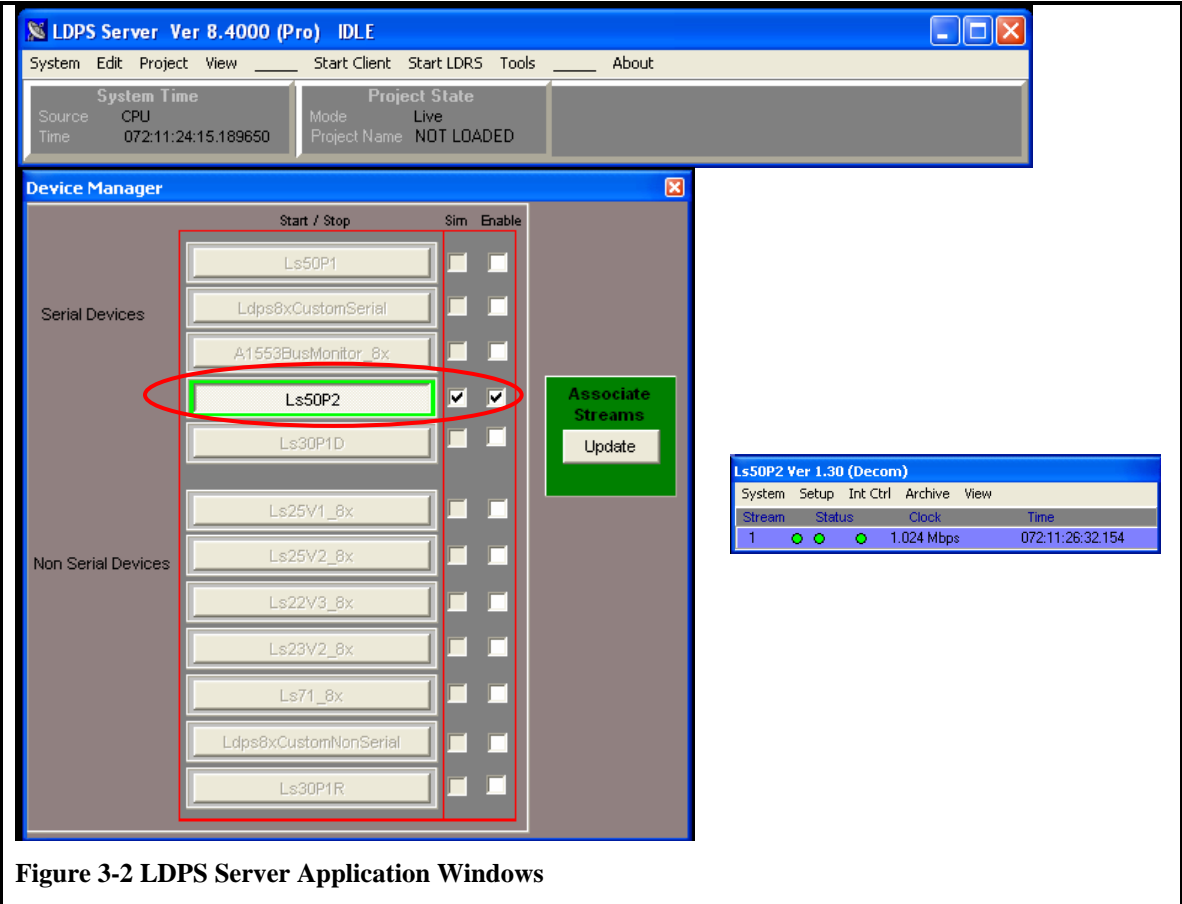 LDPS Server Ver 8.4000 (Pro) IDLE
System Edit Project View _____ Start Client Start LDRS Tools _____ About
System Time
Source CPU
Time 072:11:24:15.189650
Project State
Mode Live
Project Name NOT LOADED
Device Manager
Start / Stop Sim Enable
Serial Devices
Ls50P1
Ldps8xCustomSerial
A1553BusMonitor_8x
Ls50P2
Ls30P1D
Non Serial Devices
Ls25V1_8x
Ls25V2_8x
Ls22V3_8x
Ls23V2_8x
Ls71_8x
Ldps8xCustomNonSerial
Ls30P1R
Associate
Streams
Update
Ls50P2 Ver 1.30 (Decom)
System Setup Int Ctrl Archive View
Stream Status Clock Time
1 1.024 Mbps 072:11:26:32.154
Figure 3-2 LDPS Server Application Windows